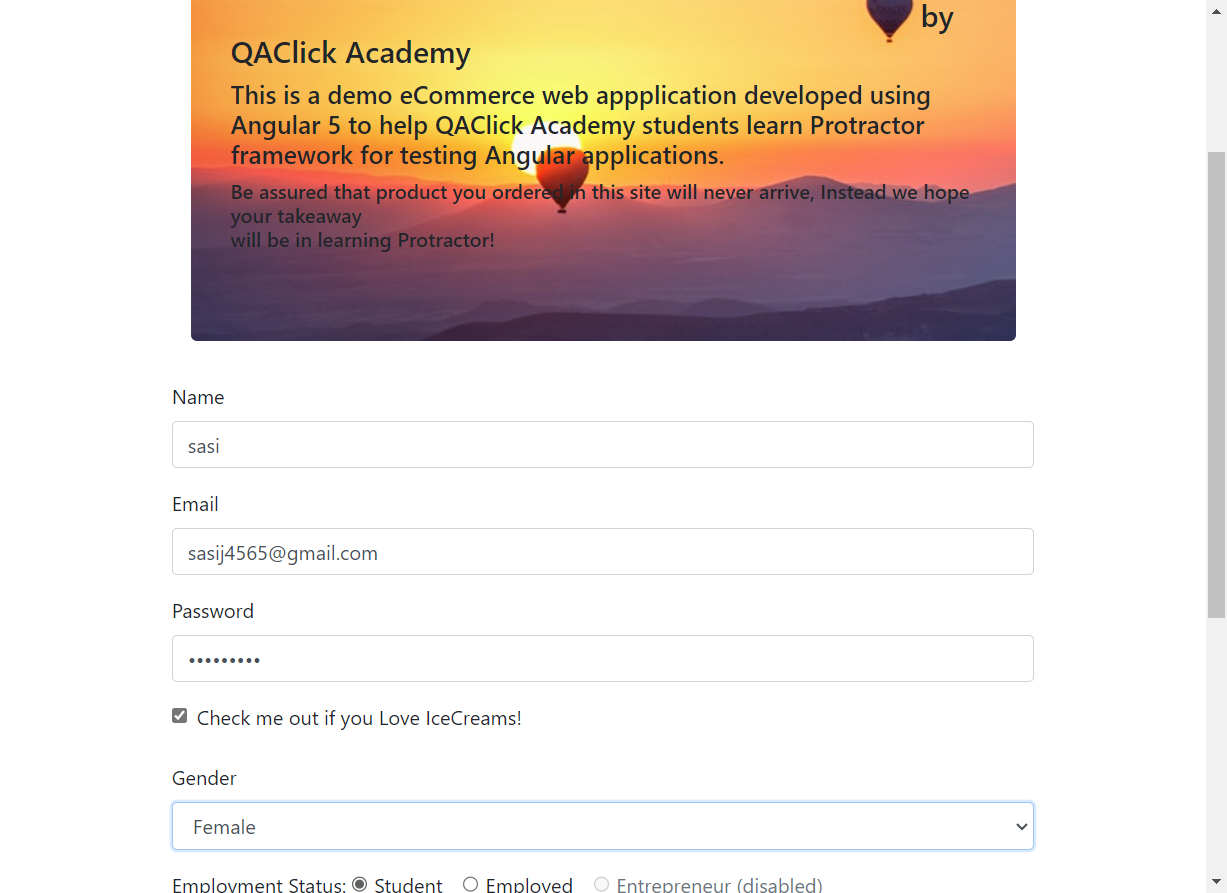 by
QAClick Academy
This is a demo eCommerce web appplication developed using
Angular 5 to help QAClick Academy students learn Protractor
framework for testing Angular applications.
Be assured that product you ordered in this site will never arrive, Instead we hope
your takeaway
will be in learning Protractor!
Name
sasi
Email
sasij4565@gmail.com
Password
•••••••••
Check me out if you Love IceCreams!
Gender
Female
Employment Status: Student Employed Entrepreneur (disabled)